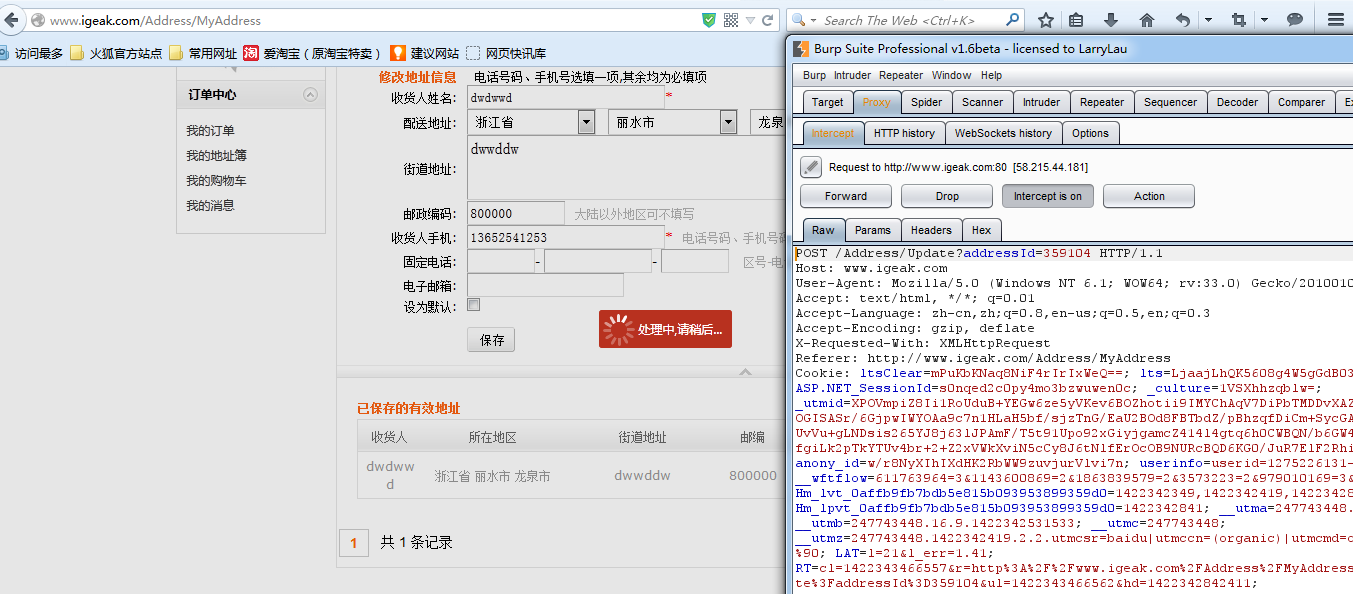 www.igeak.com/Address/MyAddress
Search The Web <Ctrl+K>
访问最多 火狐官方站点 常用网址 爱淘宝（原淘宝特卖） 建议网站 网页快讯库
订单中心
我的订单
我的地址簿
我的购物车
我的消息
修改地址信息 电话号码、手机号选填一项,其余均为必填项
收货人姓名: dwdwwd *
配送地址: 浙江省 丽水市 龙泉
街道地址: dwwddw
邮政编码: 800000 大陆以外地区可不填写
收货人手机: 13652541253 * 电话号码、手机号码
固定电话: - - 区号-电
电子邮箱:
设为默认:
保存
处理中,请稍后...
已保存的有效地址
收货人 所在地区 街道地址 邮编
dwdwwd 浙江省 丽水市 龙泉市 dwwddw 800000
1 共 1 条记录
Burp Suite Professional v1.6beta - licensed to LarryLau
Burp Intruder Repeater Window Help
Target Proxy Spider Scanner Intruder Repeater Sequencer Decoder Comparer Ex
Intercept HTTP history WebSockets history Options
Request to http://www.igeak.com:80 [58.215.44.181]
Forward Drop Intercept is on Action
Raw Params Headers Hex
POST /Address/Update?addressId=359104 HTTP/1.1
Host: www.igeak.com
User-Agent: Mozilla/5.0 (Windows NT 6.1; WOW64; rv:33.0) Gecko/2010010
Accept: text/html, */*; q=0.01
Accept-Language: zh-cn,zh;q=0.8,en-us;q=0.5,en;q=0.3
Accept-Encoding: gzip, deflate
X-Requested-With: XMLHttpRequest
Referer: http://www.igeak.com/Address/MyAddress
Cookie: ltsClear=mPuKbKNaq8NiF4rIrIxWeQ==; lts=LjaajLhQK5608g4W5gGdB03
ASP.NET_SessionId=s0nqed2c0py4mo3bzwuwen0c; _culture=1VSXhhzqblw=;
_utmid=XPOVmpiZ8Ii1RoUduB+YEGw6ze5yVKev6BOZhotii9IMYChAqV7DiPbTMDDvXAZ
OGISASr/6GjpwIWYOAa9c7n1HLaH5bf/sjzTnG/EaU2BOd8FBTbdZ/pBhzqfDiCm+SycGA
UvVu+gLNDsis265YJ8j631JPAmF/T5t91Upo92xGiyjgamcZ41414gtq6hOCWBQN/b6GW4
fgiLk2pTkYTUv4br+2+Z2xVWkXviN5cCy8J6tNlfErOcOB9NURcBQD6KG0/JuR7ElF2Rhi
anony_id=w/r8NyXIhIXdHK2RbWW9zuvjurVlvi7n; userinfo=userid=1275226131-
__wftflow=611763964=3&1143600869=2&1863839579=2&3573223=2&979010169=3&
Hm_lvt_0affb9fb7bdb5e815b093953899359d0=1422342349,1422342419,14223428
Hm_lpvt_0affb9fb7bdb5e815b093953899359d0=1422342841; __utma=247743448.
__utmb=247743448.16.9.1422342531533; __utmc=247743448;
__utmz=247743448.1422342419.2.2.utmcsr=baidu|utmccn=(organic)|utmcmd=o
%90; LAT=l=21&l_err=1.41;
RT=cl=1422343466557&r=http%3A%2F%2Fwww.igeak.com%2FAddress%2FMyAddress
te%3FaddressId%3D359104&ul=1422343466562&hd=1422342842411;